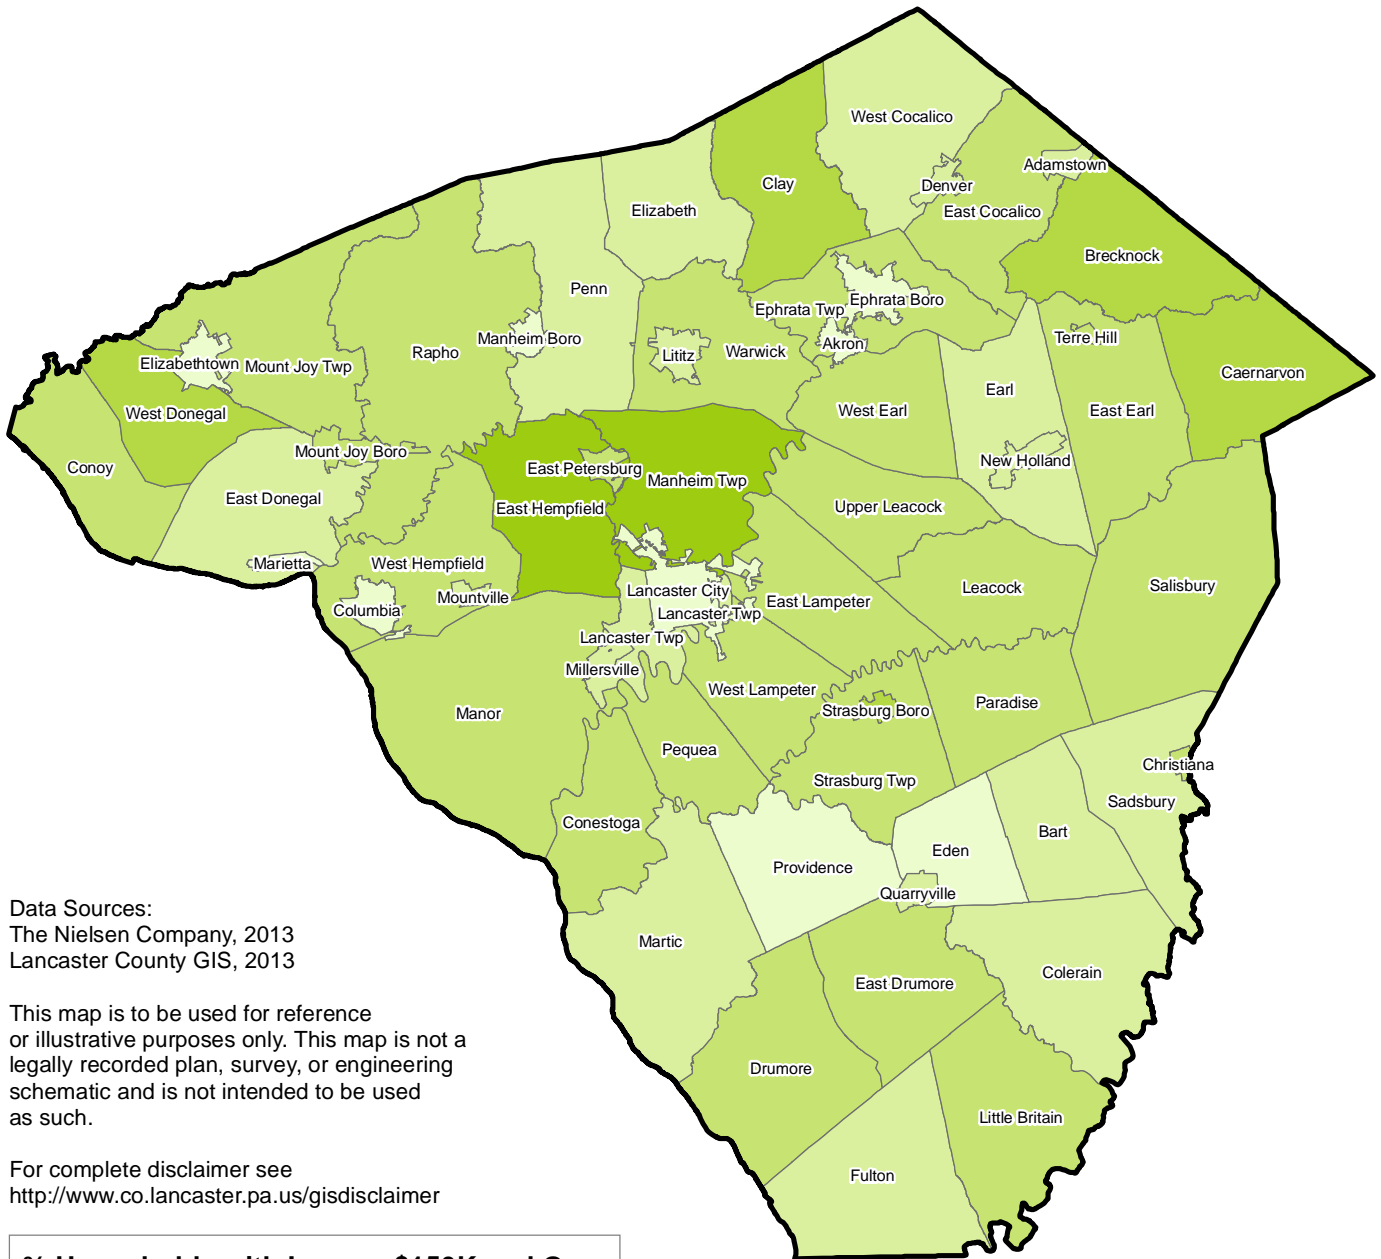 West Cocalico
Adamstown
Clay
Denver
Elizabeth
East Cocalico
Brecknock
Penn
Ephrata Boro
Ephrata Twp
Terre Hill
Manheim Boro
Akron
Rapho
Lititz
Warwick
Elizabethtown
Mount Joy Twp
Caernarvon
Earl
West Donegal
West Earl
East Earl
Mount Joy Boro
New Holland
Conoy
East Petersburg
Manheim Twp
East Donegal
East Hempfield
Upper Leacock
Marietta
West Hempfield
Leacock
Salisbury
Lancaster City
Mountville
East Lampeter
Columbia
Lancaster Twp
Lancaster Twp
Millersville
West Lampeter
Paradise
Manor
Strasburg Boro
Pequea
Christiana
Strasburg Twp
Sadsbury
Conestoga
Bart
Eden
Providence
Quarryville
Martic
Colerain
East Drumore
Drumore
Little Britain
Fulton
Data Sources:
The Nielsen Company, 2013
Lancaster County GIS, 2013
This map is to be used for reference
or illustrative purposes only. This map is not a
legally recorded plan, survey, or engineering
schematic and is not intended to be used
as such.
For complete disclaimer see
http://www.co.lancaster.pa.us/gisdisclaimer